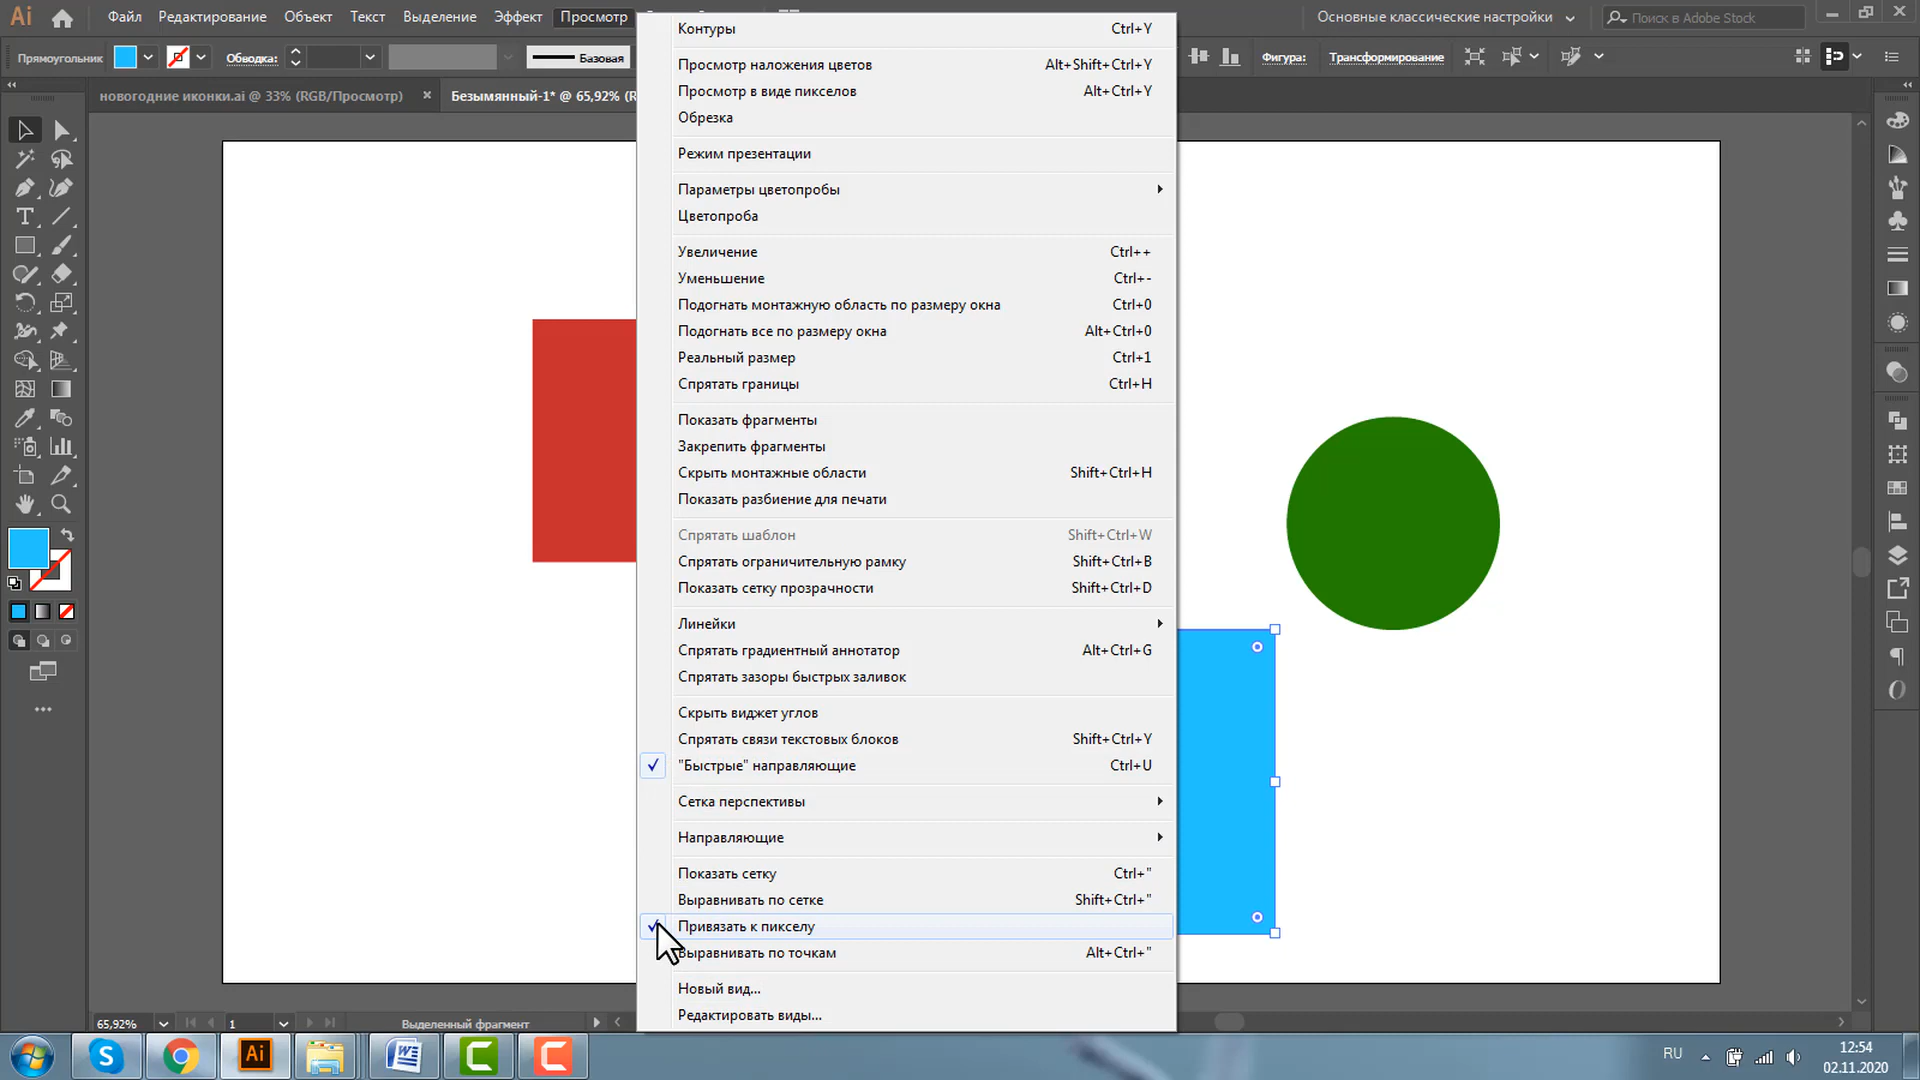 Ai Файл Редактирование Объект Текст Выделение Эффект Просмотр
Основные классические настройки
Поиск в Adobe Stock
Прямоугольник Обводка: Базовая
Фигура: Трансформирование
новогодние иконки.ai @ 33% (RGB/Просмотр) ×
Безымянный-1* @ 65,92% (R
Контуры Ctrl+Y
Просмотр наложения цветов Alt+Shift+Ctrl+Y
Просмотр в виде пикселов Alt+Ctrl+Y
Обрезка
Режим презентации
Параметры цветопробы
Цветопроба
Увеличение Ctrl++
Уменьшение Ctrl+-
Подогнать монтажную область по размеру окна Ctrl+0
Подогнать все по размеру окна Alt+Ctrl+0
Реальный размер Ctrl+1
Спрятать границы Ctrl+H
Показать фрагменты
Закрепить фрагменты
Скрыть монтажные области Shift+Ctrl+H
Показать разбиение для печати
Спрятать шаблон Shift+Ctrl+W
Спрятать ограничительную рамку Shift+Ctrl+B
Показать сетку прозрачности Shift+Ctrl+D
Линейки
Спрятать градиентный аннотатор Alt+Ctrl+G
Спрятать зазоры быстрых заливок
Скрыть виджет углов
Спрятать связи текстовых блоков Shift+Ctrl+Y
"Быстрые" направляющие Ctrl+U
Сетка перспективы
Направляющие
Показать сетку Ctrl+"
Выравнивать по сетке Shift+Ctrl+"
Привязать к пикселу
Выравнивать по точкам Alt+Ctrl+"
Новый вид...
Редактировать виды...
65,92% 1 Выделенный фрагмент
Ai
RU
12:54
02.11.2020